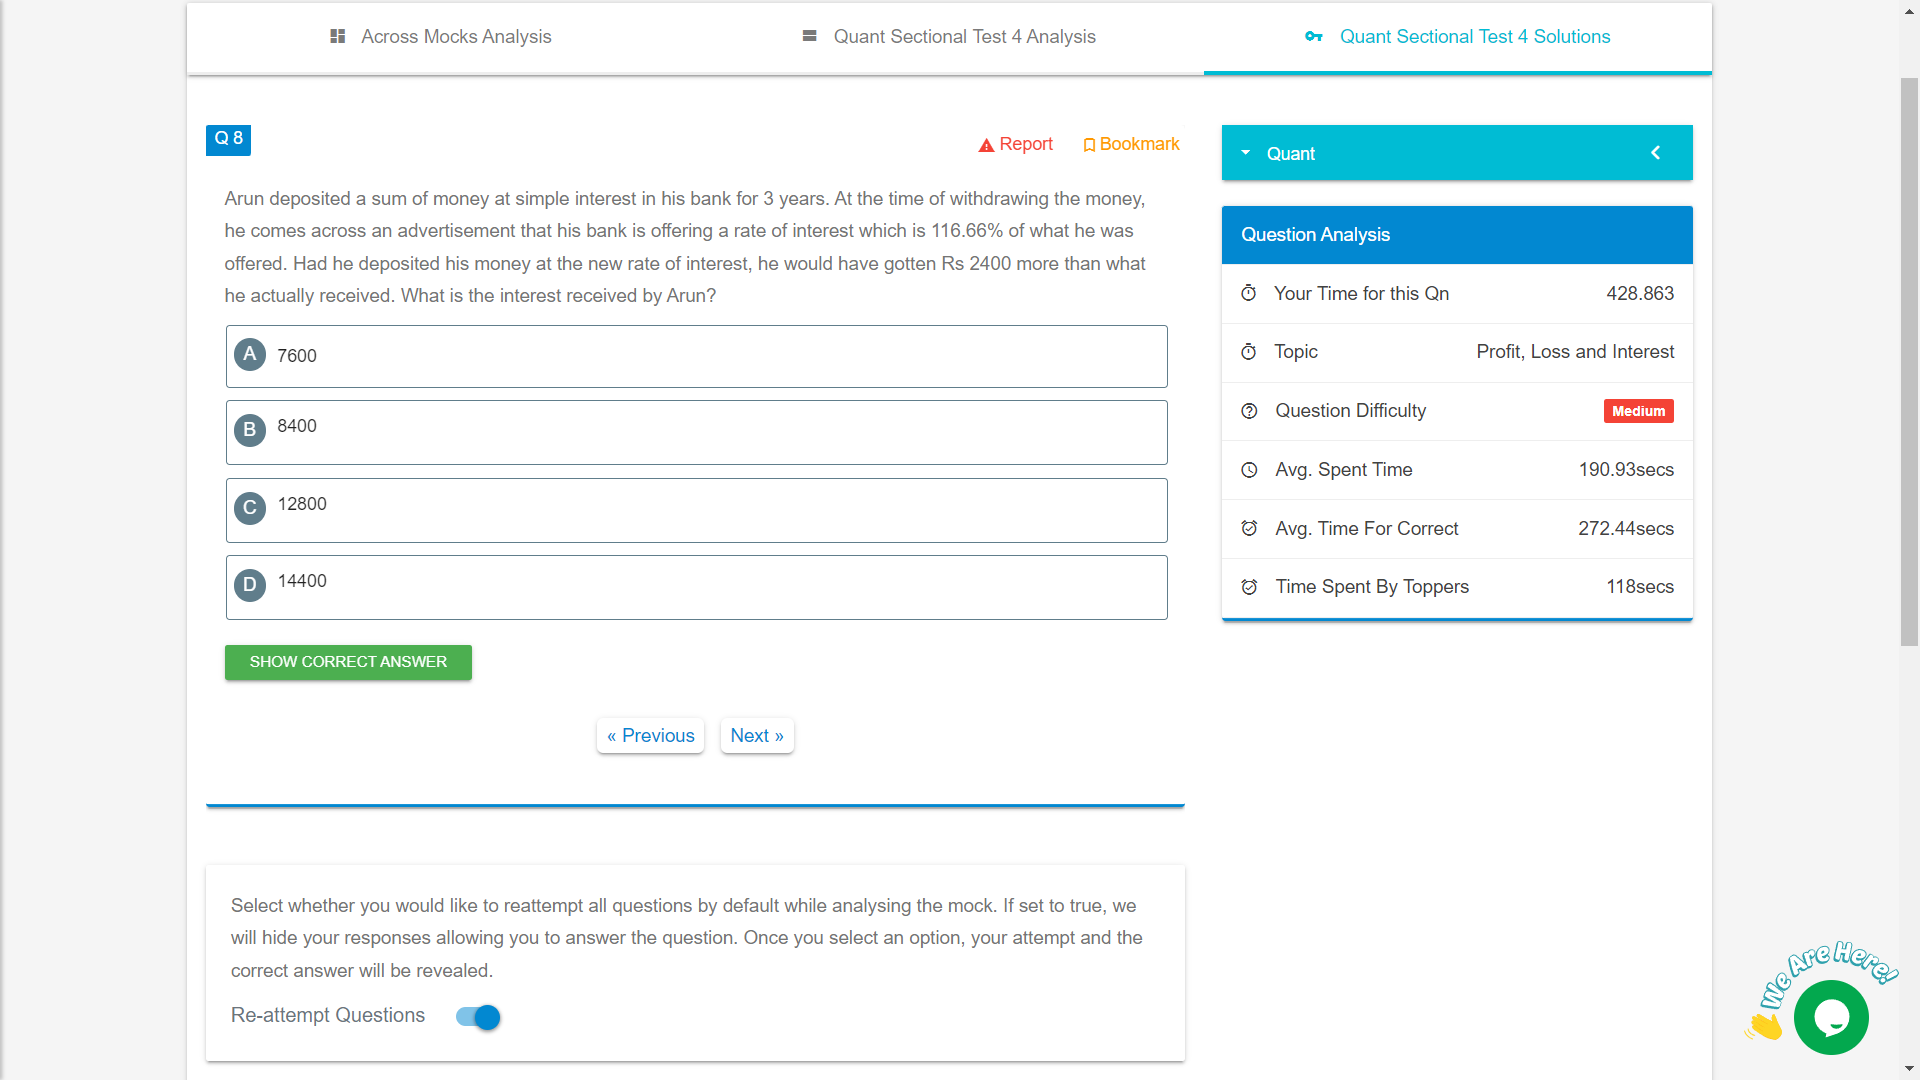 Across Mocks Analysis
Quant Sectional Test 4 Analysis
Quant Sectional Test 4 Solutions
Q 8
Report
Bookmark
Arun deposited a sum of money at simple interest in his bank for 3 years. At the time of withdrawing the money,
he comes across an advertisement that his bank is offering a rate of interest which is 116.66% of what he was
offered. Had he deposited his money at the new rate of interest, he would have gotten Rs 2400 more than what
he actually received. What is the interest received by Arun?
A 7600
B 8400
C 12800
D 14400
SHOW CORRECT ANSWER
« Previous
Next »
Select whether you would like to reattempt all questions by default while analysing the mock. If set to true, we
will hide your responses allowing you to answer the question. Once you select an option, your attempt and the
correct answer will be revealed.
Re-attempt Questions
Quant
Question Analysis
Your Time for this Qn 428.863
Topic Profit, Loss and Interest
Question Difficulty Medium
Avg. Spent Time 190.93secs
Avg. Time For Correct 272.44secs
Time Spent By Toppers 118secs
We Are Here!